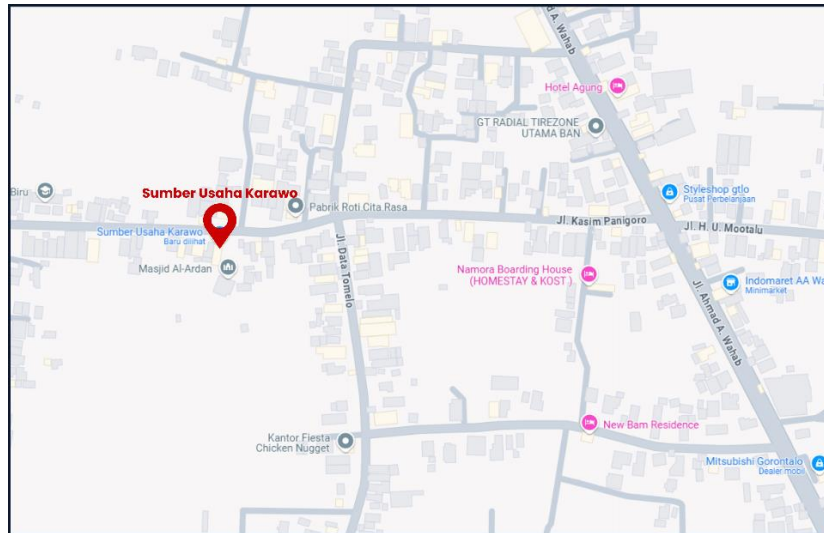 d A. Wahab
Hotel Agung
GT RADIAL TIREZONE
UTAMA BAN
Biru
Sumber Usaha Karawo
Styleshop gtlo
Pusat Perbelanjaan
Pabrik Roti Cita Rasa
Jl. Kasim Panigoro
Jl. H. U. Mootalu
Sumber Usaha Karawo
Baru dilihat
Masjid Al-Ardan
Jl. Data Tomelo
Namora Boarding House
(HOMESTAY & KOST )
Indomaret AA Wa
Minimarket
Jl. Ahmad A. Wahab
Kantor Fiesta
Chicken Nugget
New Bam Residence
Mitsubishi Gorontalo
Dealer mobil